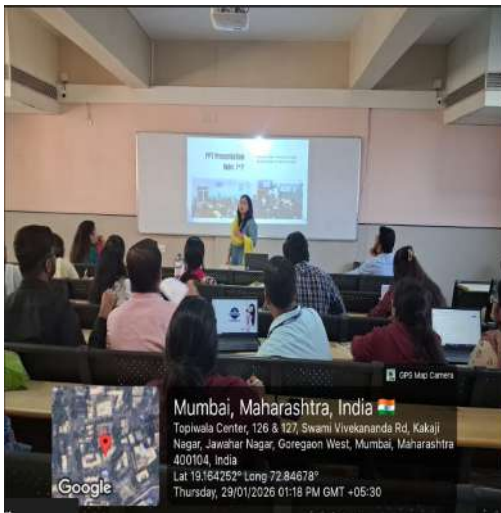 PPT Presentation
GPS Map Camera
Mumbai, Maharashtra, India
Topiwala Center, 126 & 127, Swami Vivekananda Rd, Kakaji
Nagar, Jawahar Nagar, Goregaon West, Mumbai, Maharashtra
400104, India
Lat 19.164252° Long 72.84678°
Thursday, 29/01/2026 01:18 PM GMT +05:30
Google